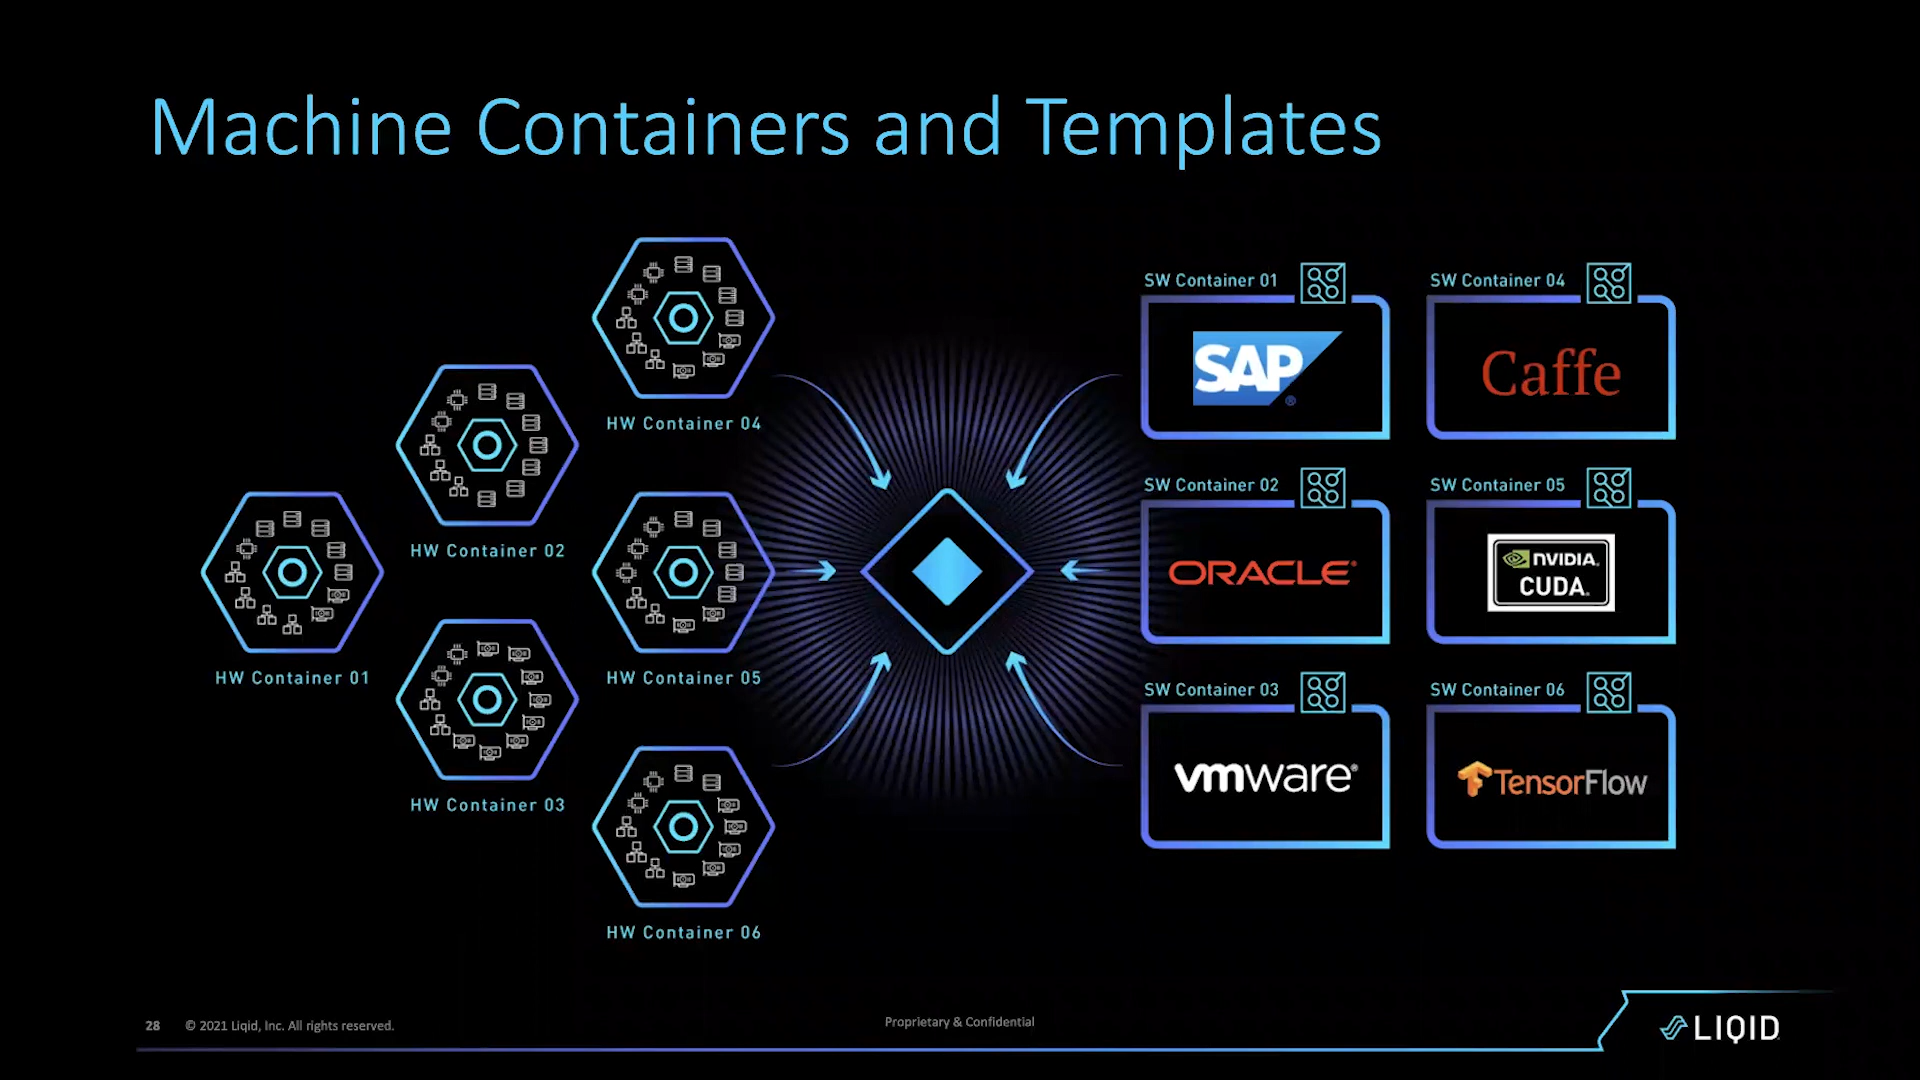 Machine Containers and Templates
HW Container 01
HW Container 02
HW Container 03
HW Container 04
HW Container 05
HW Container 06
SW Container 01
SAP®
SW Container 02
ORACLE®
SW Container 03
vmware®
SW Container 04
Caffe
SW Container 05
NVIDIA.
CUDA.
SW Container 06
TensorFlow
28 © 2021 Liqid, Inc. All rights reserved.
Proprietary & Confidential
LIQID